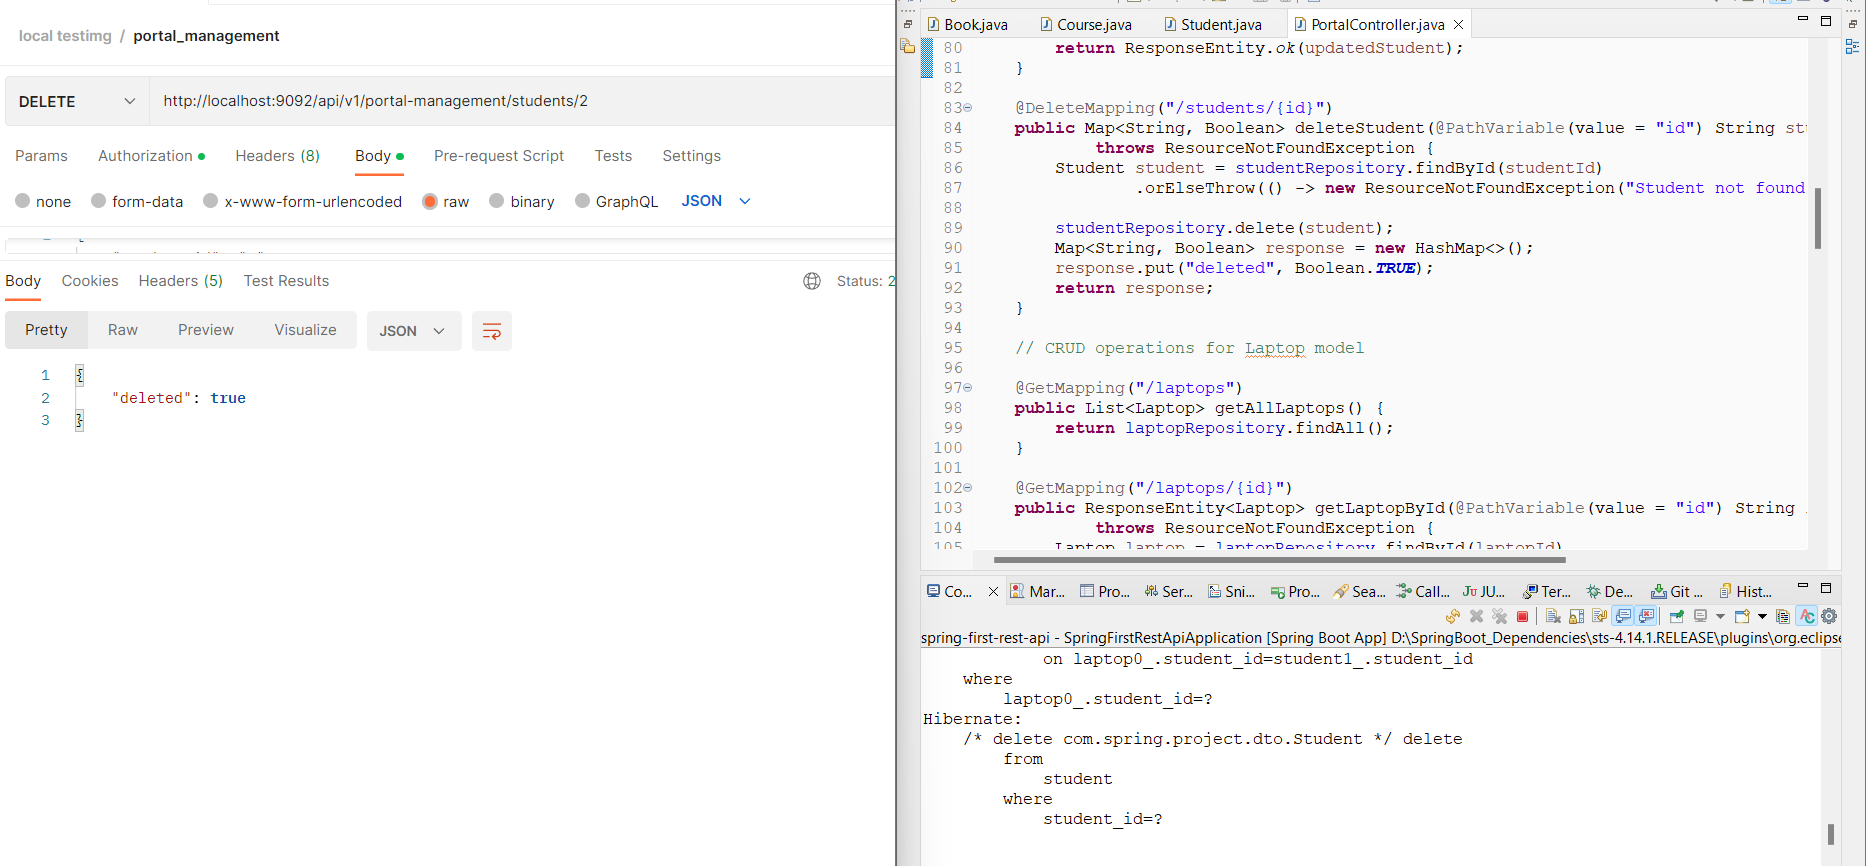 local testimg / portal_management
DELETE
http://localhost:9092/api/v1/portal-management/students/2
Params Authorization Headers (8) Body Pre-request Script Tests Settings
none form-data x-www-form-urlencoded raw binary GraphQL JSON
Body Cookies Headers (5) Test Results
Status: 2
Pretty Raw Preview Visualize JSON
1 {
2 "deleted": true
3 }
Book.java Course.java Student.java PortalController.java
80 return ResponseEntity.ok(updatedStudent);
81 }
82
83 @DeleteMapping("/students/{id}")
84 public Map<String, Boolean> deleteStudent(@PathVariable(value = "id") String st
85 throws ResourceNotFoundException {
86 Student student = studentRepository.findById(studentId)
87 .orElseThrow(() -> new ResourceNotFoundException("Student not found
88
89 studentRepository.delete(student);
90 Map<String, Boolean> response = new HashMap<>();
91 response.put("deleted", Boolean.TRUE);
92 return response;
93 }
94
95 // CRUD operations for Laptop model
96
97 @GetMapping("/laptops")
98 public List<Laptop> getAllLaptops() {
99 return laptopRepository.findAll();
100 }
101
102 @GetMapping("/laptops/{id}")
103 public ResponseEntity<Laptop> getLaptopById(@PathVariable(value = "id") String
104 throws ResourceNotFoundException {
105 Laptop laptop = laptopRepository.findById(laptopId)
Co... Mar... Pro... Ser... Sni... Pro... Sea... Call... Ju JU... Ter... De... Git ... Hist...
spring-first-rest-api - SpringFirstRestApiApplication [Spring Boot App] D:\SpringBoot_Dependencies\sts-4.14.1.RELEASE\plugins\org.eclipse
on laptop0_.student_id=student1_.student_id
where
laptop0_.student_id=?
Hibernate:
/* delete com.spring.project.dto.Student */ delete
from
student
where
student_id=?